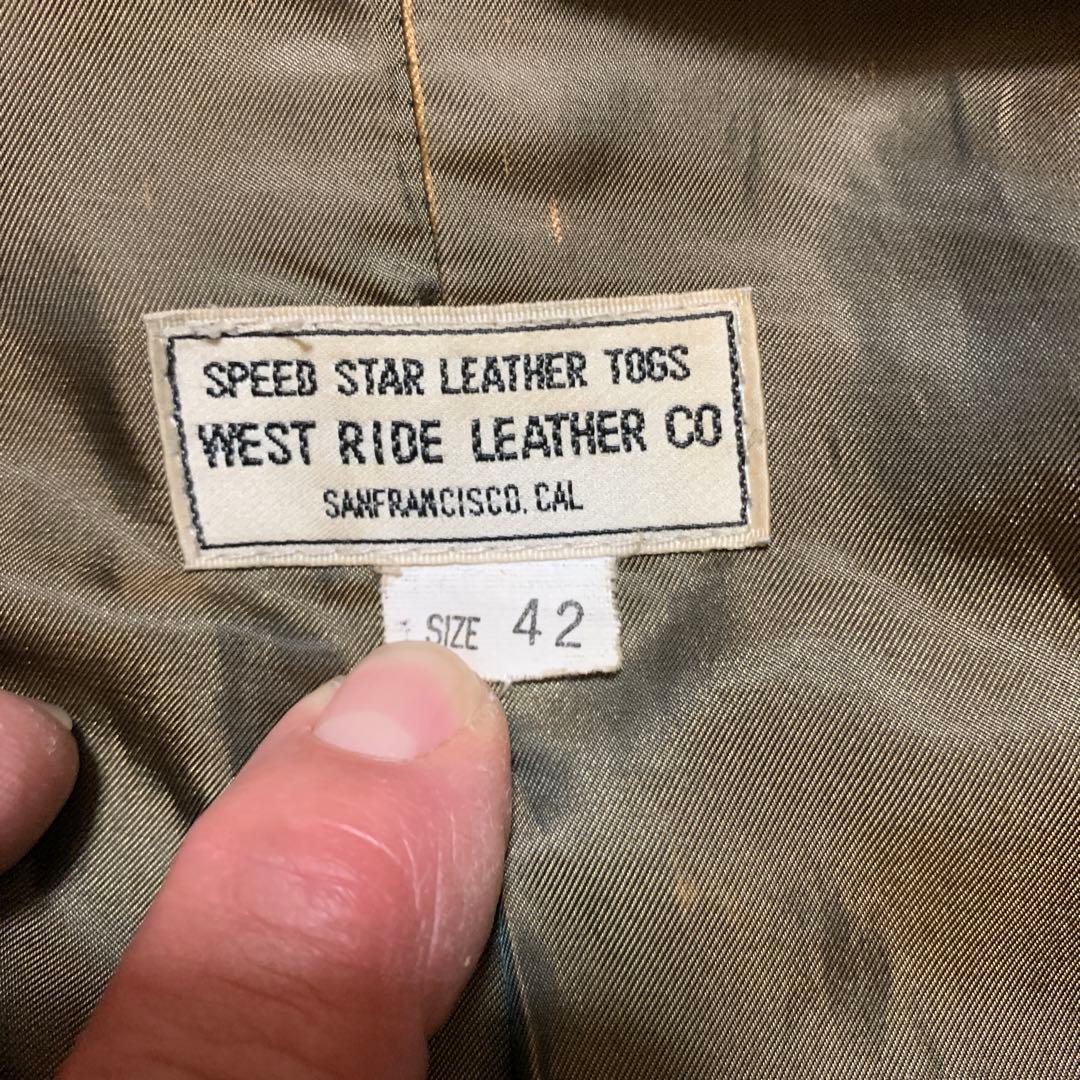 SPEED STAR LEATHER TOGS
WEST RIDE LEATHER CO
SANFRANCISCO. CAL
SIZE 42